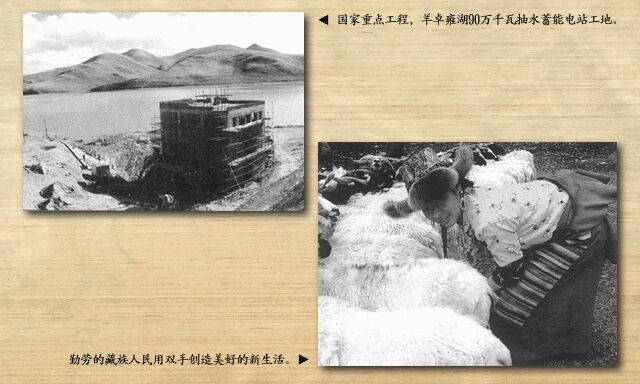 ◀ 国家重点工程，羊卓雍湖90万千瓦抽水蓄能电站工地。
勤劳的藏族人民用双手创造美好的新生活。▶